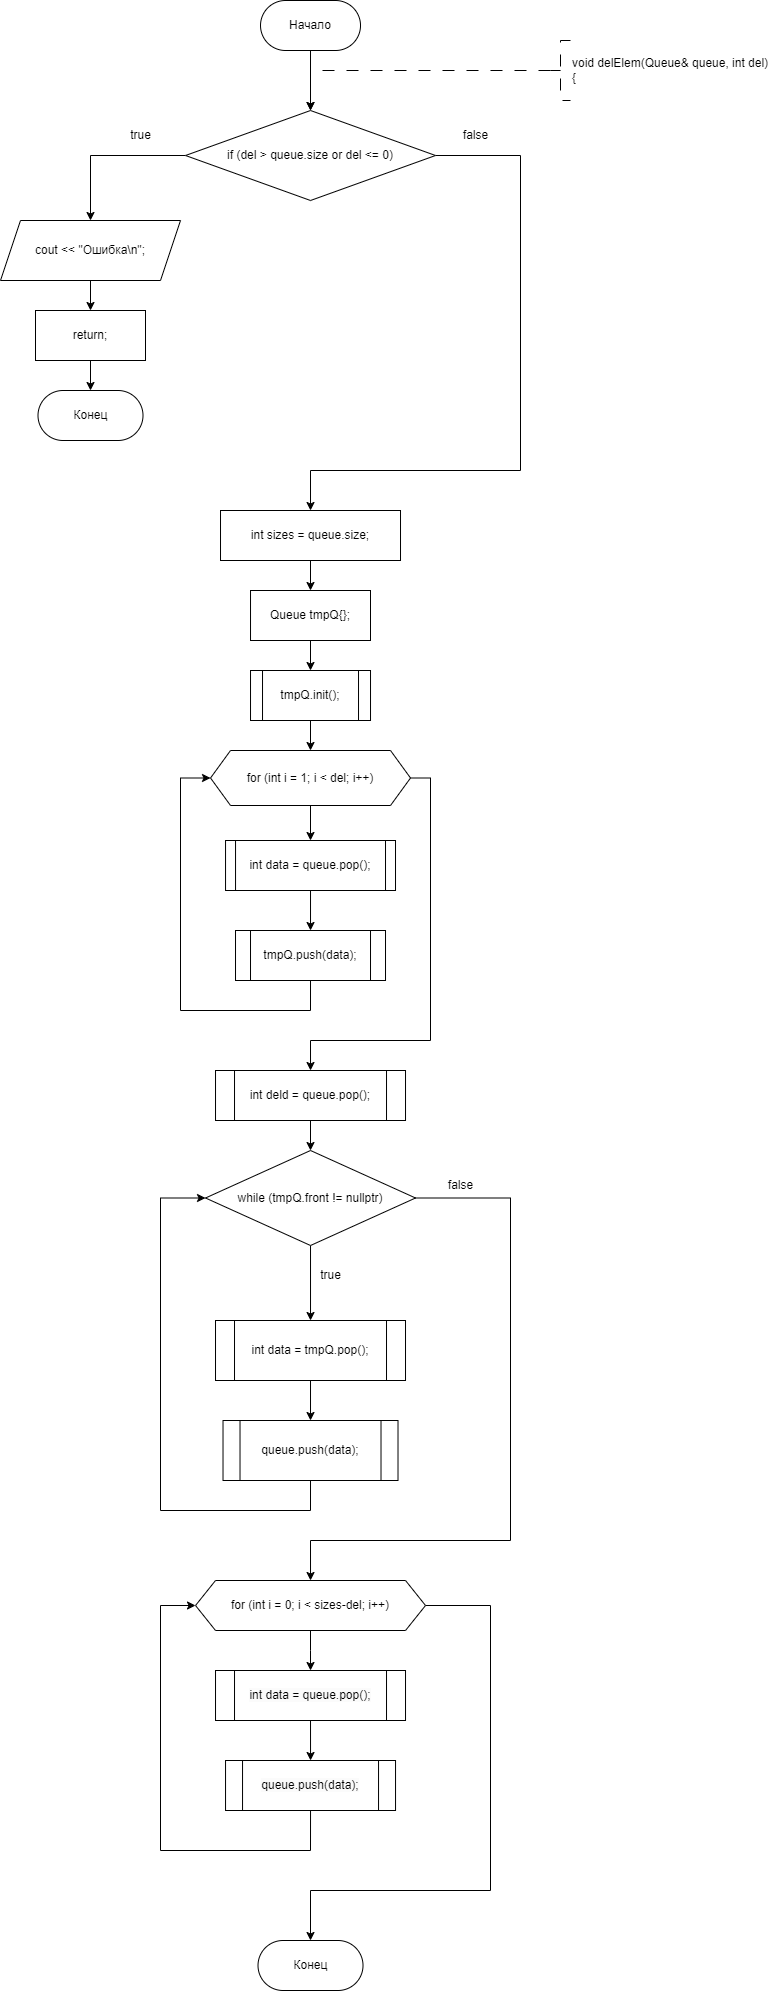 Начало
void delElem(Queue& queue, int del)
{
true
false
if (del > queue.size or del <= 0)
cout << "Ошибка\n";
return;
Конец
int sizes = queue.size;
Queue tmpQ{};
tmpQ.init();
for (int i = 1; i < del; i++)
int data = queue.pop();
tmpQ.push(data);
int deld = queue.pop();
while (tmpQ.front != nullptr)
false
true
int data = tmpQ.pop();
queue.push(data);
for (int i = 0; i < sizes-del; i++)
int data = queue.pop();
queue.push(data);
Конец